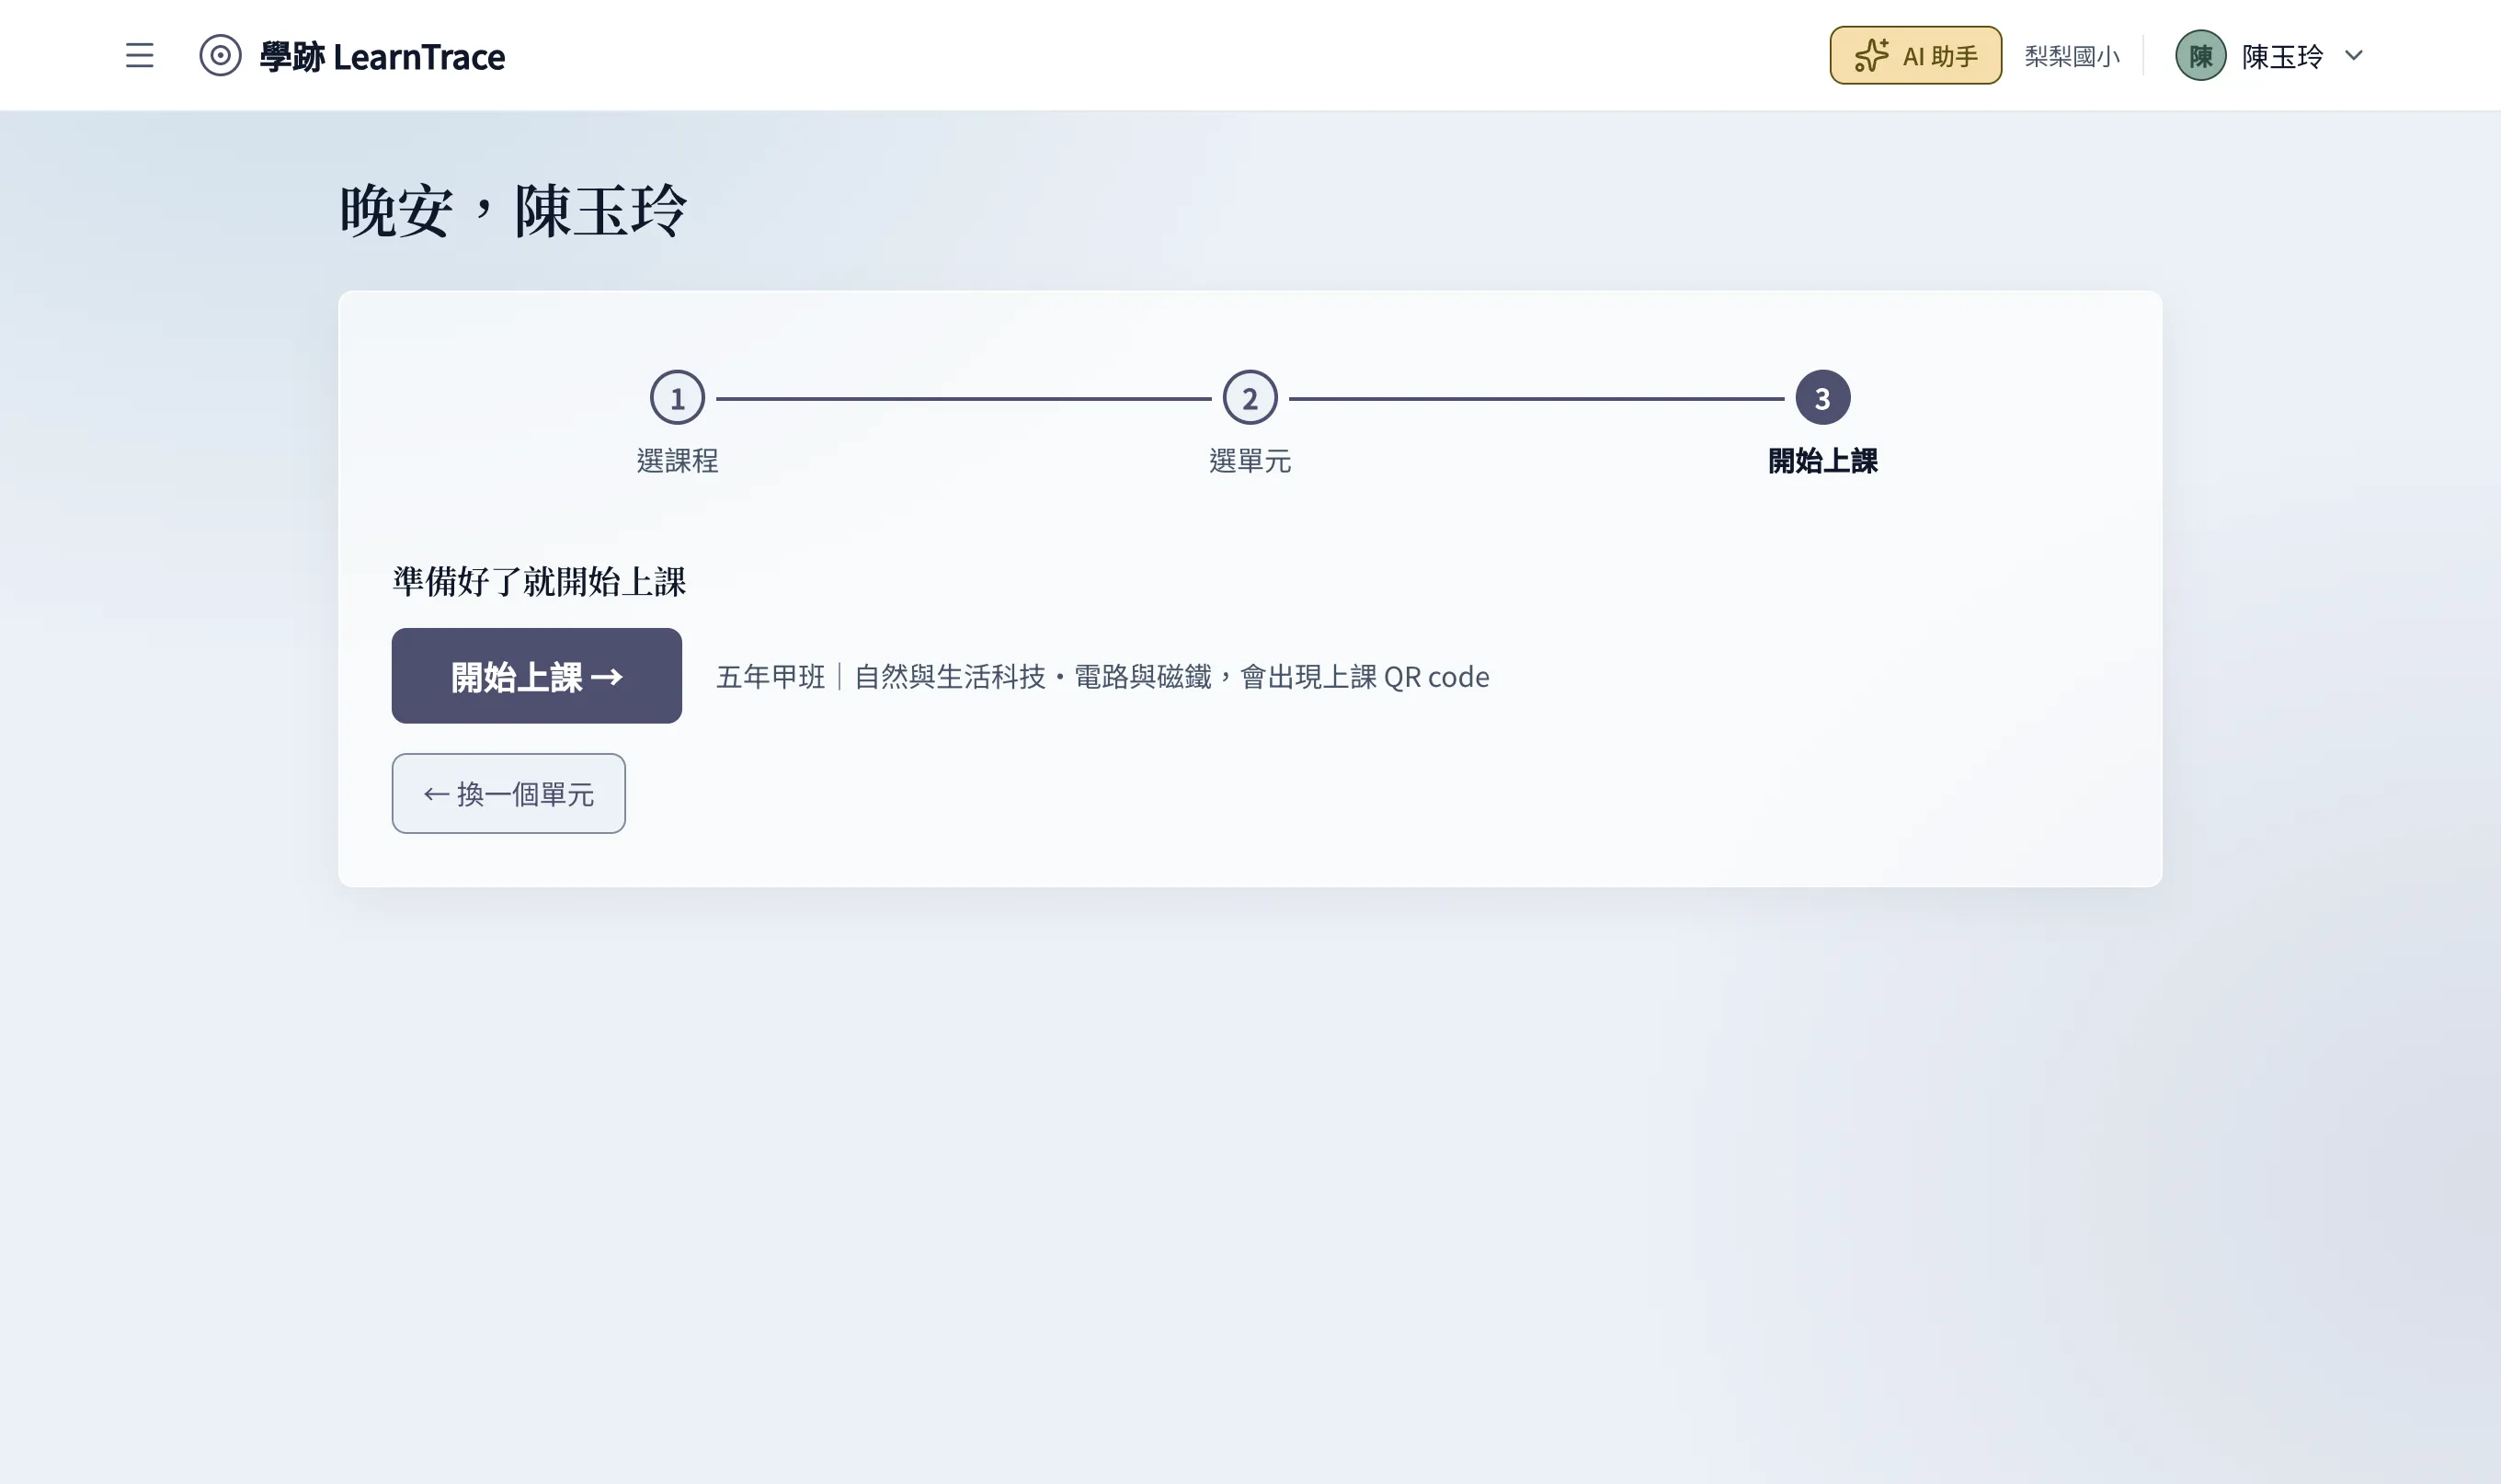 學跡 LearnTrace
AI 助手
梨梨國小
陳
陳玉玲
晚安，陳玉玲
1
2
3
選課程
選單元
開始上課
準備好了就開始上課
開始上課 →
五年甲班｜自然與生活科技・電路與磁鐵，會出現上課 QR code
← 換一個單元